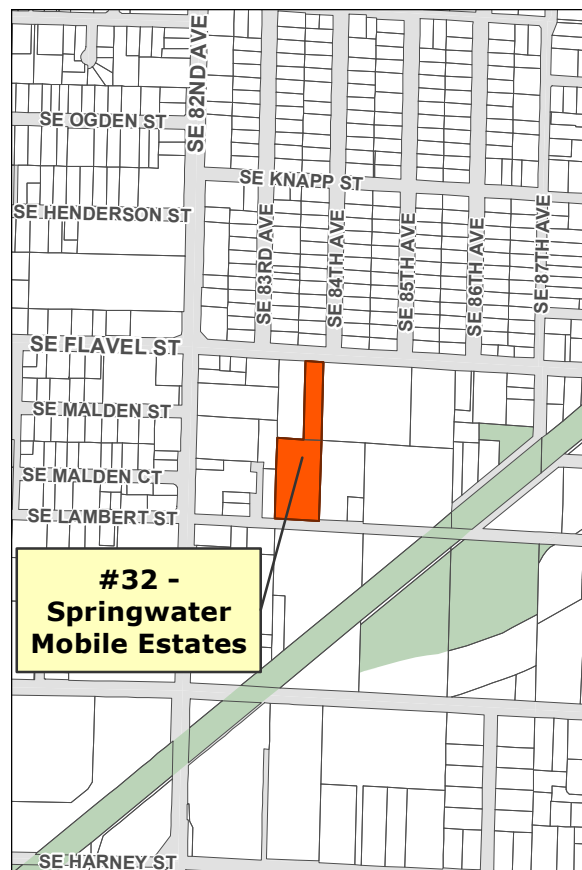 SE 82ND AVE
SE OGDEN ST
SE KNAPP ST
SE HENDERSON ST
SE 83RD AVE
SE 84TH AVE
SE 85TH AVE
SE 86TH AVE
SE 87TH AVE
SE FLAVEL ST
SE MALDEN ST
SE MALDEN CT
SE LAMBERT ST
#32 -
Springwater
Mobile Estates
SE HARNEY ST